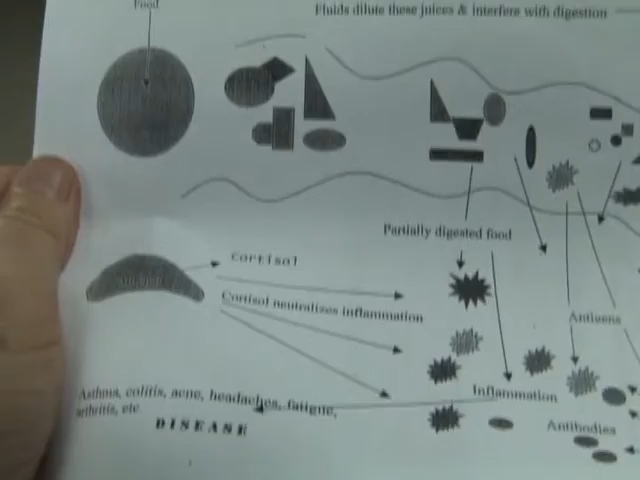 Food
Fluids dilute these juices & interfere with digestion
Partially digested food
Cortisol
Cortisol neutralizes inflammation
Antigens
Inflammation
Asthma, colitis, acne, headaches, fatigue,
arthritis, etc
DISEASE
Antibodies